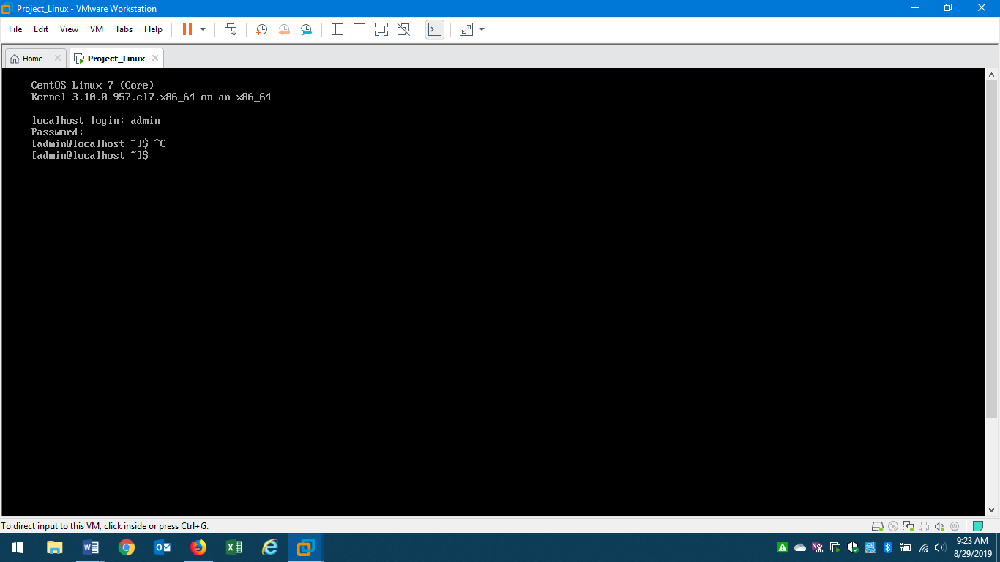 Project_Linux - VMware Workstation
File Edit View VM Tabs Help
Home Project_Linux
CentOS Linux 7 (Core)
Kernel 3.10.0-957.el7.x86_64 on an x86_64
localhost login: admin
Password:
[admin@localhost ~]$ ^C
[admin@localhost ~]$
To direct input to this VM, click inside or press Ctrl+G.
9:23 AM
8/29/2019